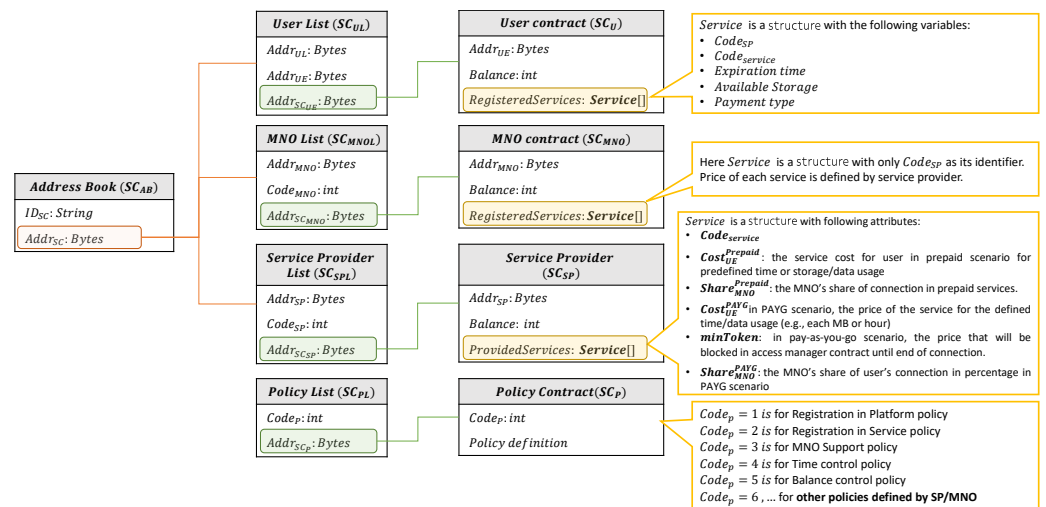 Address Book (SC_AB)
ID_SC: String
Addr_SC: Bytes
User List (SC_UL)
Addr_UL: Bytes
Addr_UE: Bytes
Addr_SC_UE: Bytes
MNO List (SC_MNOL)
Addr_MNO: Bytes
Code_MNO: int
Addr_SC_MNO: Bytes
Service Provider
List (SC_SPL)
Addr_SP: Bytes
Code_SP: int
Addr_SC_SP: Bytes
Policy List (SC_PL)
Code_P: int
Addr_SC_P: Bytes
User contract (SC_U)
Addr_UE: Bytes
Balance: int
RegisteredServices: Service[]
MNO contract (SC_MNO)
Addr_MNO: Bytes
Balance: int
RegisteredServices: Service[]
Service Provider
(SC_SP)
Addr_SP: Bytes
Balance: int
ProvidedServices: Service[]
Policy Contract(SC_P)
Code_P: int
Policy definition
Service is a structure with the following variables:
• Code_SP
• Code_service
• Expiration time
• Available Storage
• Payment type
Here Service is a structure with only Code_SP as its identifier.
Price of each service is defined by service provider.
Service is a structure with following attributes:
• Code_service
• Cost_UE^Prepaid: the service cost for user in prepaid scenario for
predefined time or storage/data usage
• Share_MNO^Prepaid: the MNO's share of connection in prepaid services.
• Cost_UE^PAYG in PAYG scenario, the price of the service for the defined
time/data usage (e.g., each MB or hour)
• minToken: in pay-as-you-go scenario, the price that will be
blocked in access manager contract until end of connection.
• Share_MNO^PAYG: the MNO's share of user's connection in percentage in
PAYG scenario
Code_p = 1 is for Registration in Platform policy
Code_p = 2 is for Registration in Service policy
Code_p = 3 is for MNO Support policy
Code_p = 4 is for Time control policy
Code_p = 5 is for Balance control policy
Code_p = 6 , ... for other policies defined by SP/MNO